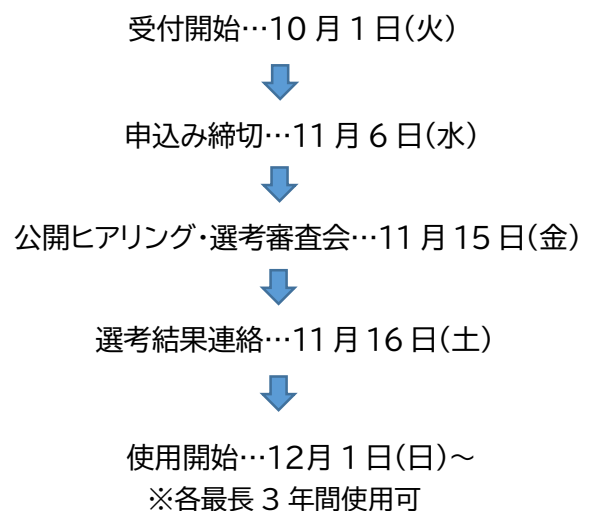 受付開始…10月1日(火)
申込み締切…11月6日(水)
公開ヒアリング・選考審査会…11月15日(金)
選考結果連絡…11月16日(土)
使用開始…12月1日(日)～
※各最長3年間使用可